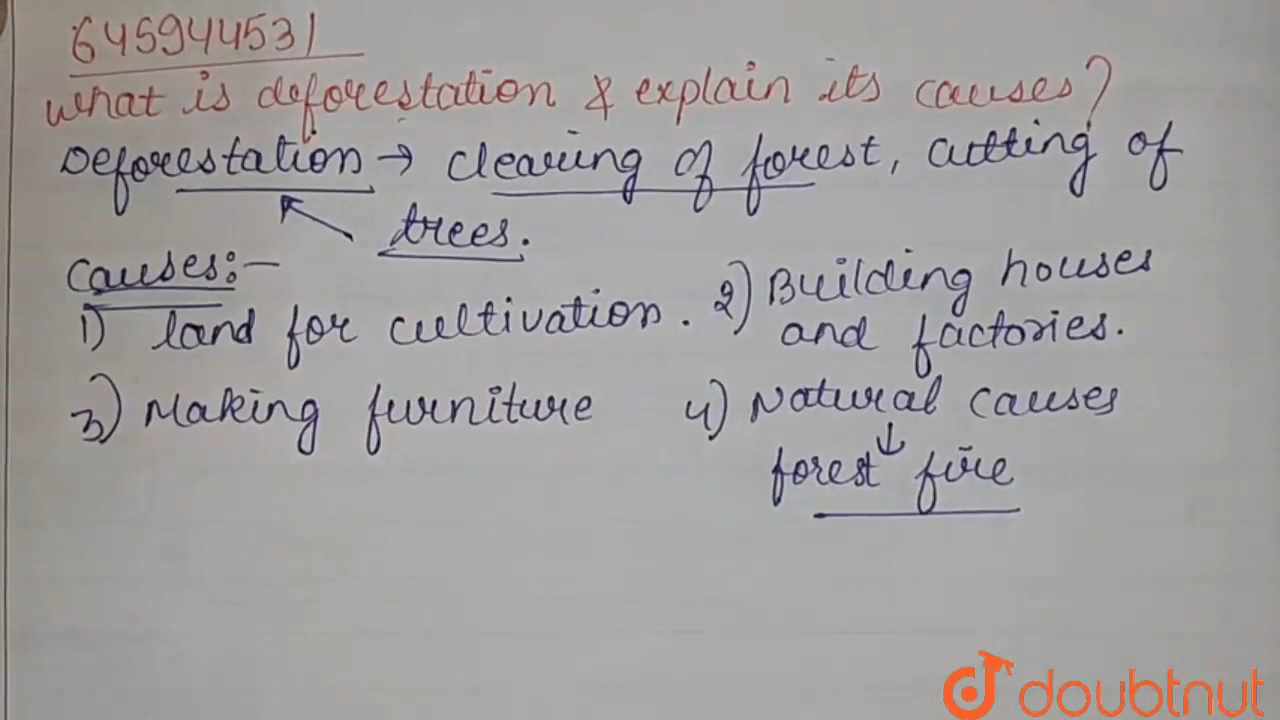 645944531
what is deforestation & explain its causes?
Deforestation → clearing of forest, cutting of
trees.
causes:-
1) land for cultivation. 2) Building houses
and factories.
3) Making furniture 4) Natural causes
↓
forest fire
doubtnut